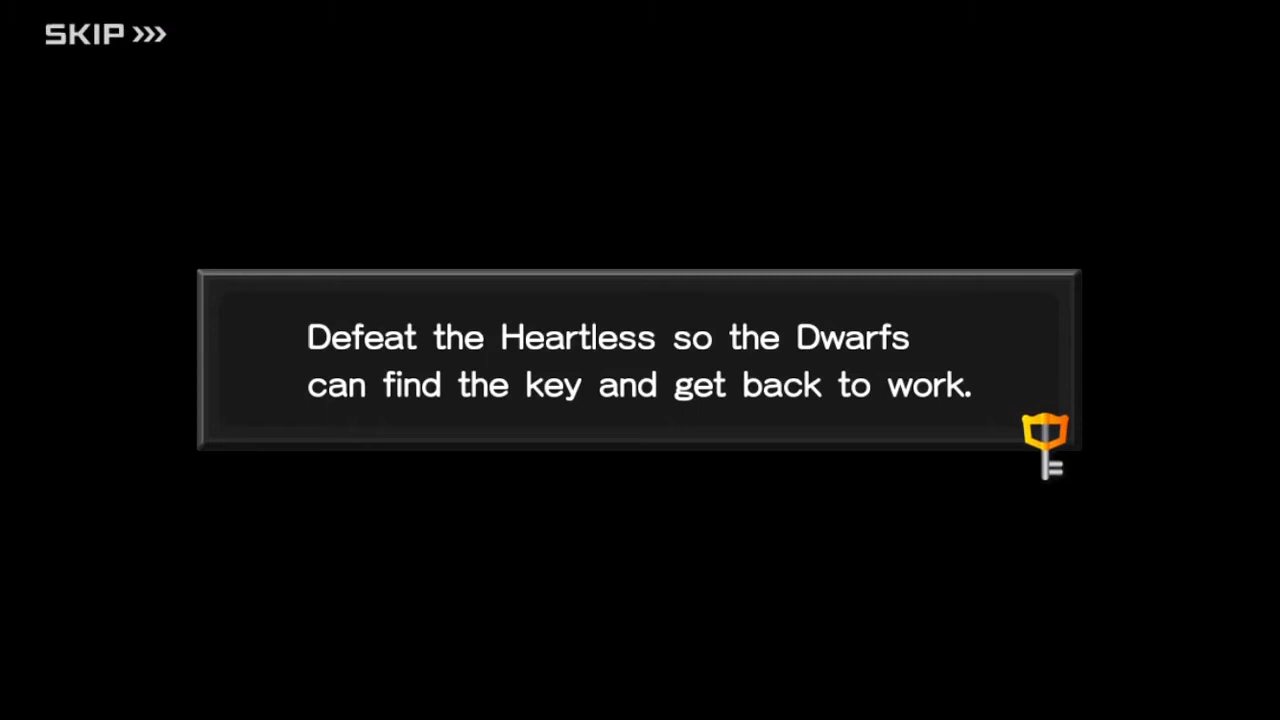 SKIP >>>
Defeat the Heartless so the Dwarfs
can find the key and get back to work.